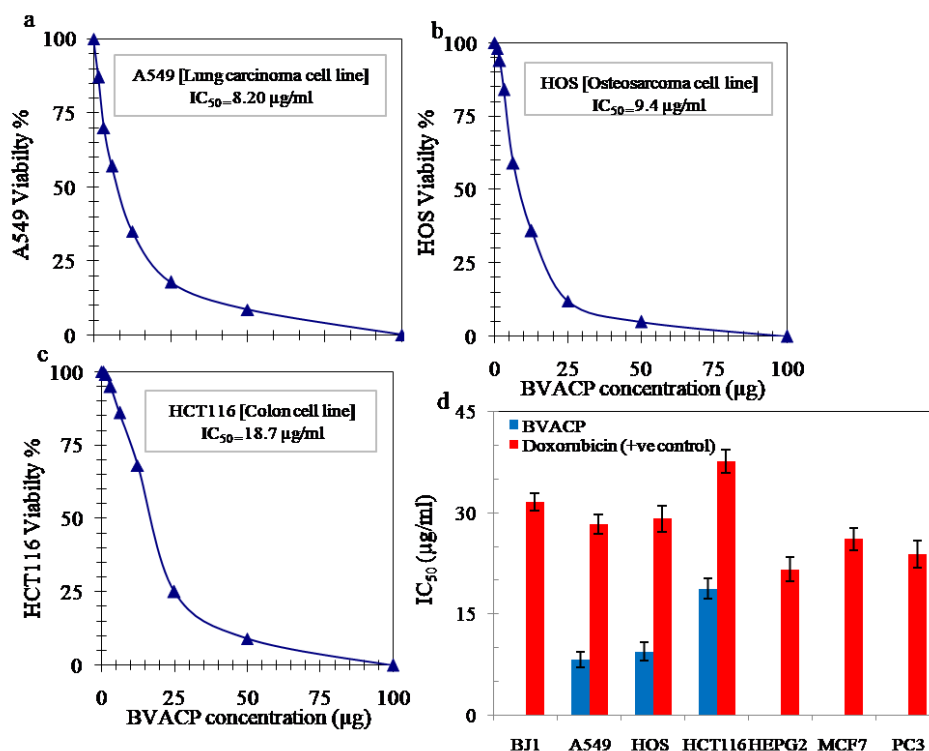 a
100
75
50
25
0
A549 Viabilty %
A549 [Lung carcinoma cell line]
IC50=8.20 µg/ml
b
100
75
50
25
0
HOS Viabilty %
HOS [Osteosarcoma cell line]
IC50=9.4 µg/ml
0 25 50 75 100
BVACP concentration (µg)
c
100
75
50
25
0
HCT116 Viabilty %
HCT116 [Colon cell line]
IC50=18.7 µg/ml
0 25 50 75 100
BVACP concentration (µg)
d
45
30
15
0
IC50 (µg/ml)
BVACP
Doxorubicin (+ve control)
BJ1 A549 HOS HCT116 HEPG2 MCF7 PC3